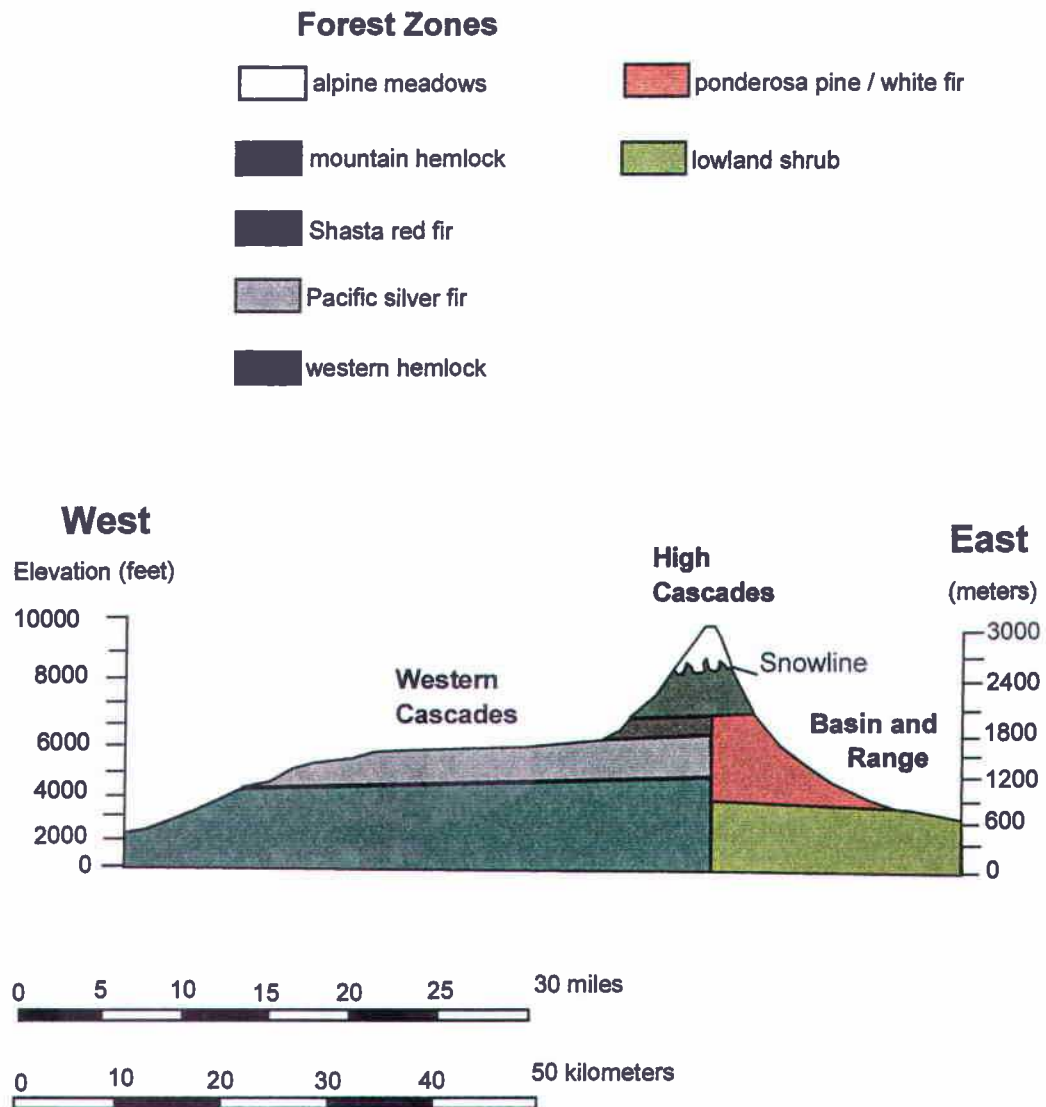 Forest Zones
alpine meadows
mountain hemlock
Shasta red fir
Pacific silver fir
western hemlock
ponderosa pine / white fir
lowland shrub
West
Elevation (feet)
10000
8000
6000
4000
2000
0
Western
Cascades
High
Cascades
Snowline
Basin and
Range
East
(meters)
3000
2400
1800
1200
600
0
0 5 10 15 20 25 30 miles
0 10 20 30 40 50 kilometers